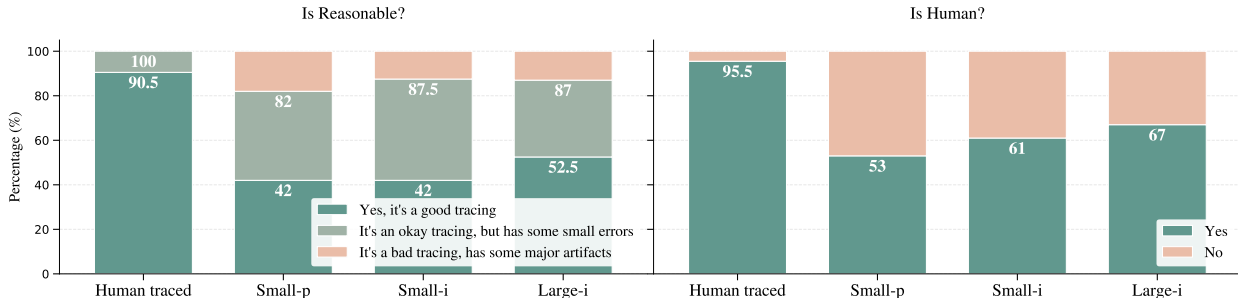 Is Reasonable?
Is Human?
Percentage (%)
100
80
60
40
20
0
100
90.5
82
42
87.5
42
87
52.5
Yes, it's a good tracing
It's an okay tracing, but has some small errors
It's a bad tracing, has some major artifacts
Human traced
Small-p
Small-i
Large-i
95.5
53
61
67
Yes
No
Human traced
Small-p
Small-i
Large-i